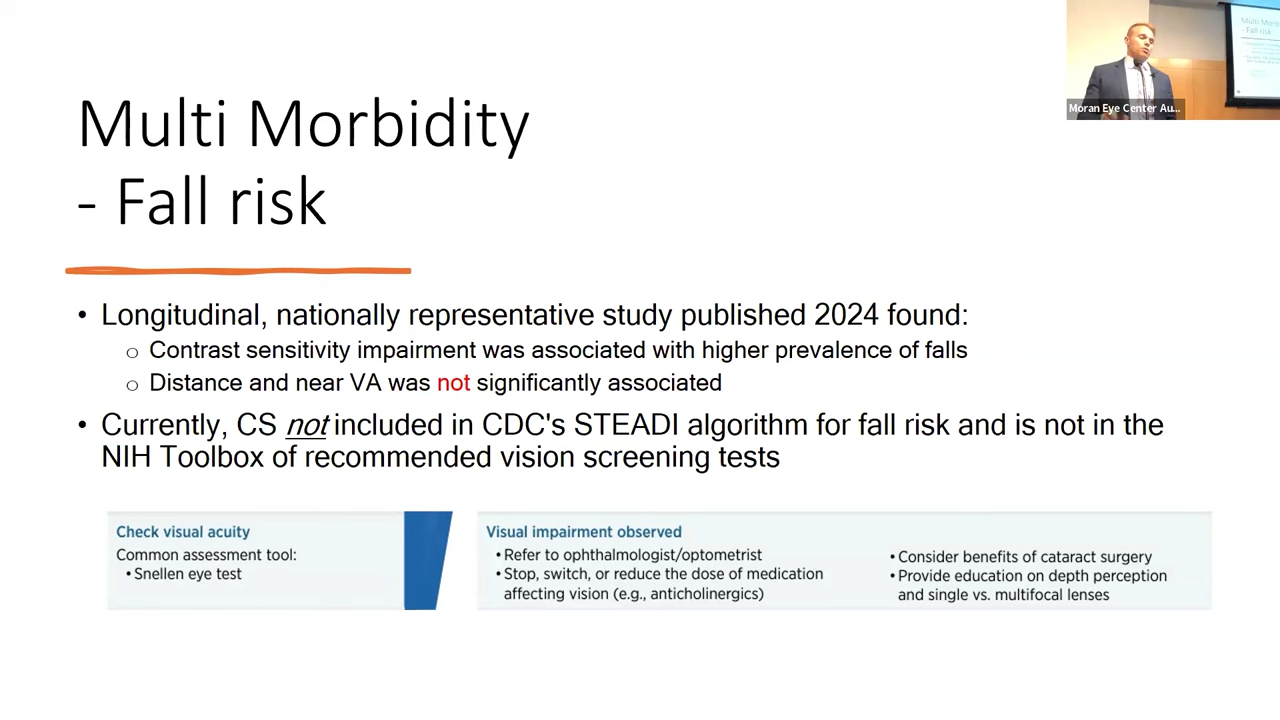 Multi Morbidity
- Fall risk
• Longitudinal, nationally representative study published 2024 found:
o Contrast sensitivity impairment was associated with higher prevalence of falls
o Distance and near VA was not significantly associated
• Currently, CS not included in CDC's STEADI algorithm for fall risk and is not in the
NIH Toolbox of recommended vision screening tests
Check visual acuity
Common assessment tool:
• Snellen eye test
Visual impairment observed
• Refer to ophthalmologist/optometrist
• Stop, switch, or reduce the dose of medication
affecting vision (e.g., anticholinergics)
• Consider benefits of cataract surgery
• Provide education on depth perception
and single vs. multifocal lenses
Moran Eye Center Au...
Multi Morb
- Fall risk